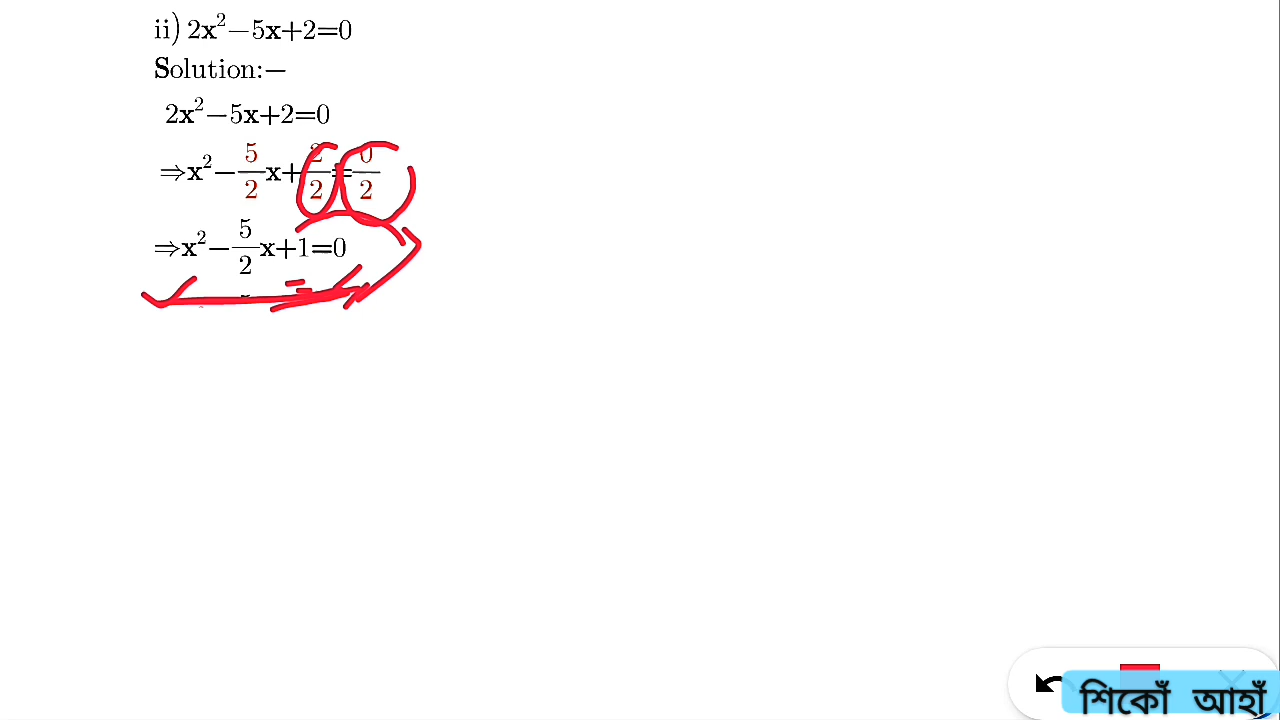 ii) 2x²−5x+2=0
Solution:−
2x²−5x+2=0
⇒x²−5/2x+2/2=0/2
⇒x²−5/2x+1=0
শিকোঁ আহাঁ